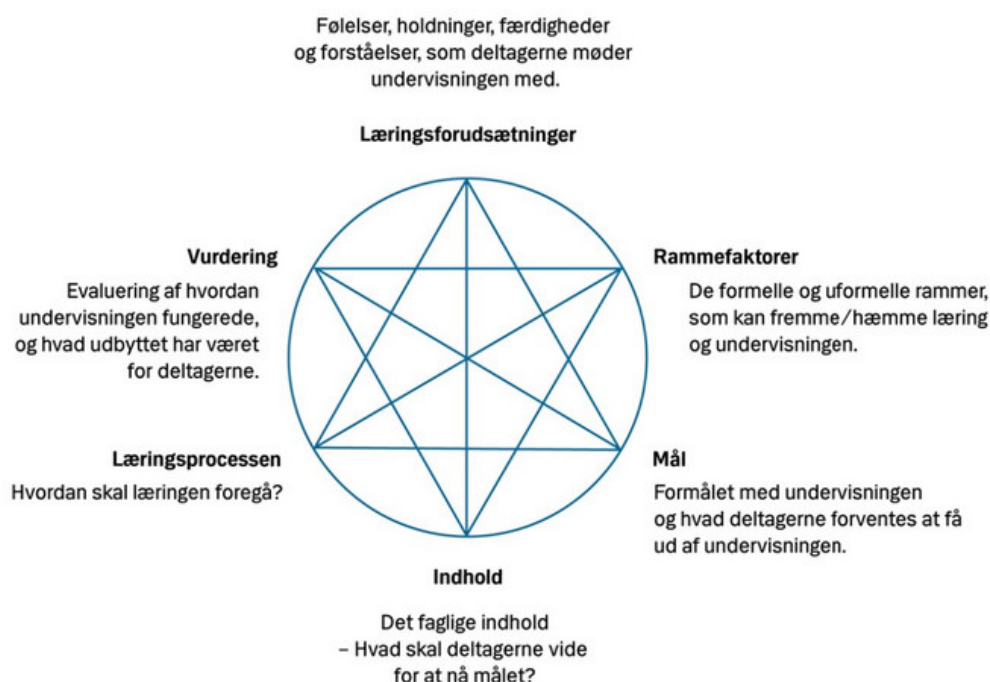 Følelser, holdninger, færdigheder
og forståelser, som deltagerne møder
undervisningen med.
Læringsforudsætninger
Vurdering
Evaluering af hvordan
undervisningen fungerede,
og hvad udbyttet har været
for deltagerne.
Rammefaktorer
De formelle og uformelle rammer,
som kan fremme/hæmme læring
og undervisningen.
Læringsprocessen
Hvordan skal læringen foregå?
Mål
Formålet med undervisningen
og hvad deltagerne forventes at få
ud af undervisningen.
Indhold
Det faglige indhold
– Hvad skal deltagerne vide
for at nå målet?